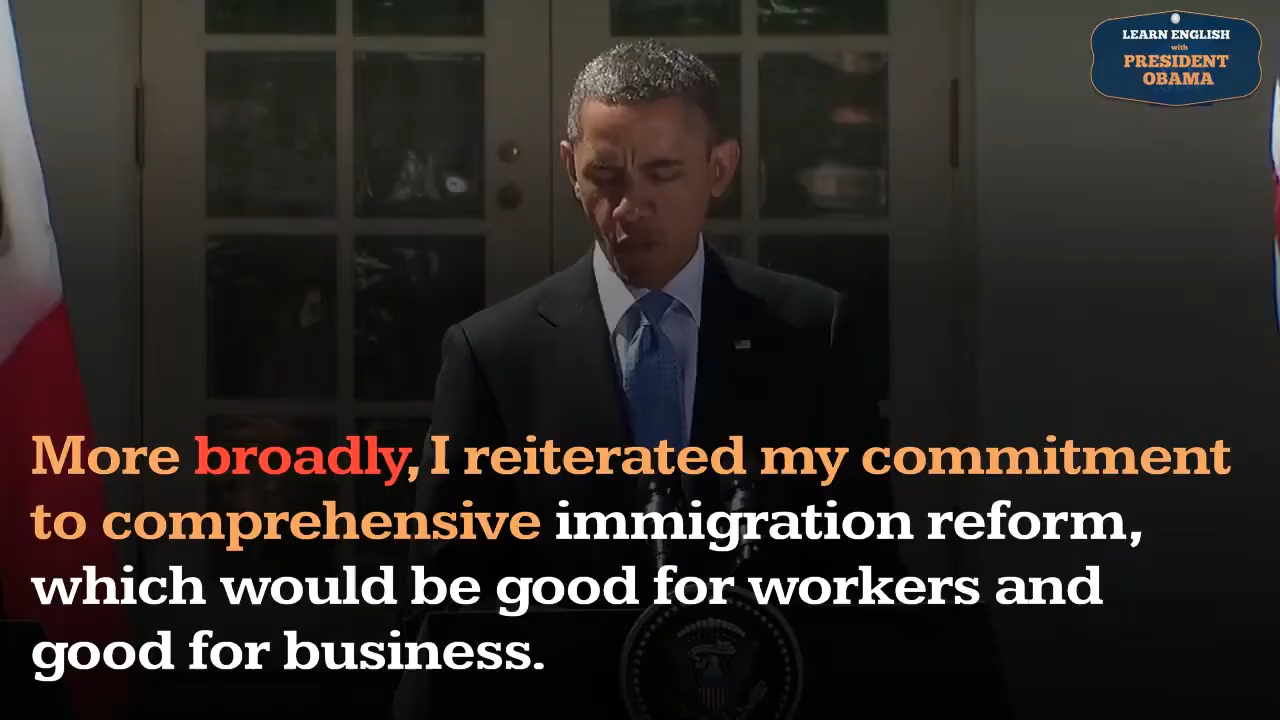 LEARN ENGLISH
with
PRESIDENT
OBAMA
More broadly, I reiterated my commitment
to comprehensive immigration reform,
which would be good for workers and
good for business.